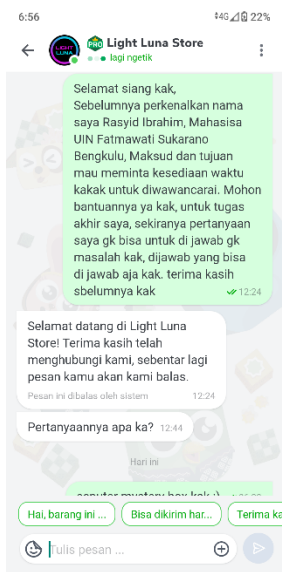 6:56
4G 22%
LIGHT
LUNA
PRO Light Luna Store
lagi ngetik
Selamat siang kak,
Sebelumnya perkenalkan nama
saya Rasyid Ibrahim, Mahasisa
UIN Fatmawati Sukarano
Bengkulu, Maksud dan tujuan
mau meminta kesediaan waktu
kakak untuk diwawancarai. Mohon
bantuannya ya kak, untuk tugas
akhir saya, sekiranya pertanyaan
saya gk bisa untuk di jawab gk
masalah kak, dijawab yang bisa
di jawab aja kak. terima kasih
sbelumnya kak
12:24
Selamat datang di Light Luna
Store! Terima kasih telah
menghubungi kami, sebentar lagi
pesan kamu akan kami balas.
Pesan ini dibalas oleh sistem 12:24
Pertanyaannya apa ka? 12:44
Hari ini
mystery box kak :)
Hai, barang ini ... Bisa dikirim har... Terima ka
Tulis pesan ...